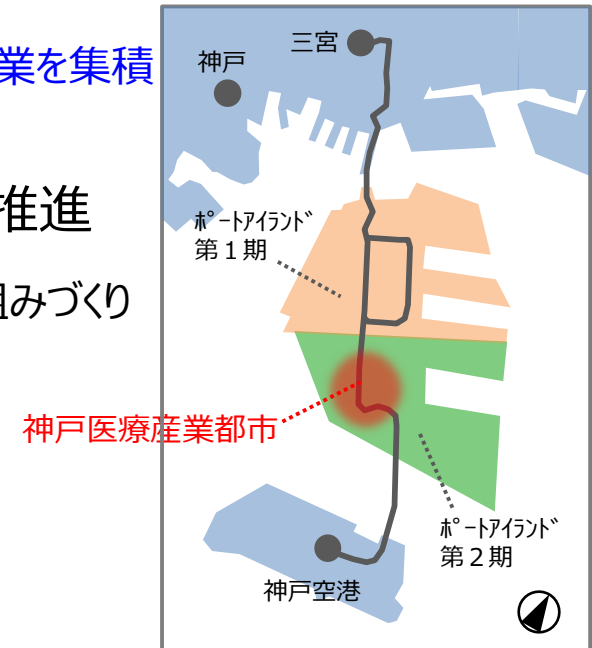 業を集積
推進
組みづくり
三宮
神戸
ﾎﾟｰﾄｱｲﾗﾝﾄﾞ
第１期
神戸医療産業都市
ﾎﾟｰﾄｱｲﾗﾝﾄﾞ
第２期
神戸空港